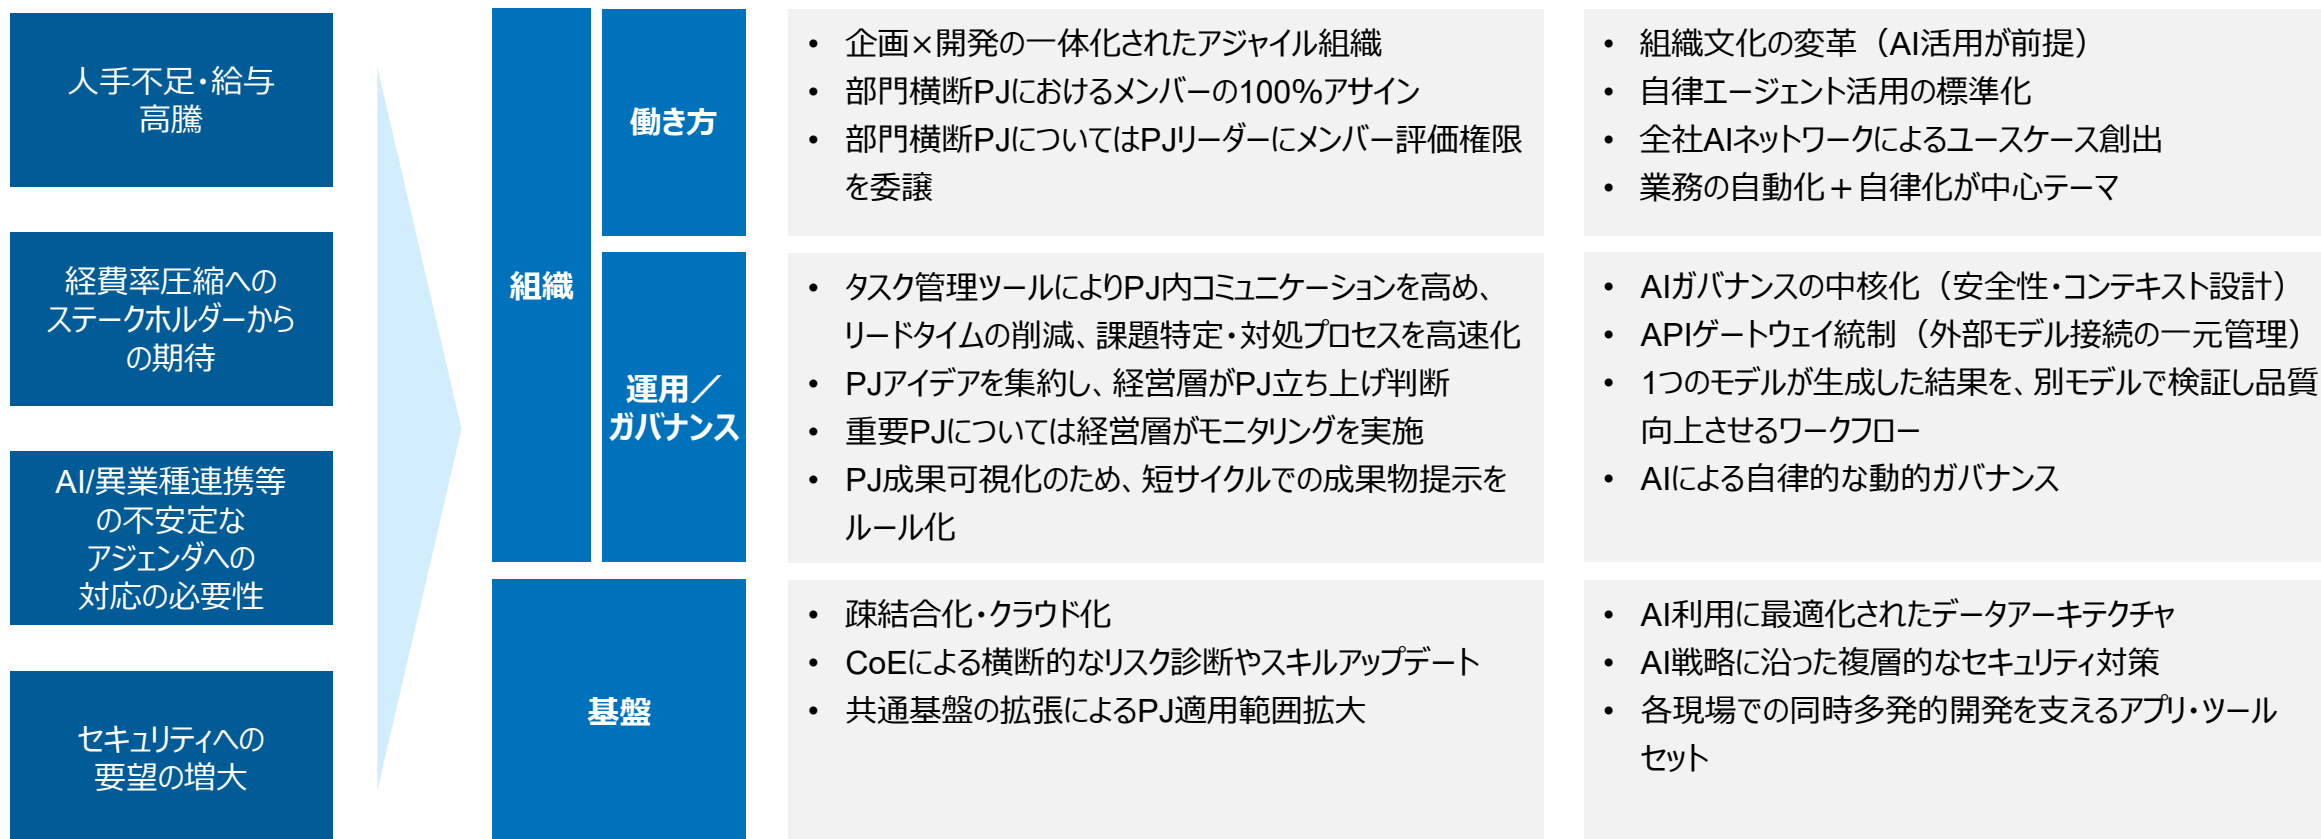 人手不足・給与
高騰
経費率圧縮への
ステークホルダーから
の期待
AI/異業種連携等
の不安定な
アジェンダへの
対応の必要性
セキュリティへの
要望の増大
組織
働き方
• 企画×開発の一体化されたアジャイル組織
• 部門横断PJにおけるメンバーの100%アサイン
• 部門横断PJについてはPJリーダーにメンバー評価権限
を委譲
• 組織文化の変革（AI活用が前提）
• 自律エージェント活用の標準化
• 全社AIネットワークによるユースケース創出
• 業務の自動化＋自律化が中心テーマ
運用／
ガバナンス
• タスク管理ツールによりPJ内コミュニケーションを高め、
リードタイムの削減、課題特定・対処プロセスを高速化
• PJアイデアを集約し、経営層がPJ立ち上げ判断
• 重要PJについては経営層がモニタリングを実施
• PJ成果可視化のため、短サイクルでの成果物提示を
ルール化
• AIガバナンスの中核化（安全性・コンテキスト設計）
• APIゲートウェイ統制（外部モデル接続の一元管理）
• 1つのモデルが生成した結果を、別モデルで検証し品質
向上させるワークフロー
• AIによる自律的な動的ガバナンス
基盤
• 疎結合化・クラウド化
• CoEによる横断的なリスク診断やスキルアップデート
• 共通基盤の拡張によるPJ適用範囲拡大
• AI利用に最適化されたデータアーキテクチャ
• AI戦略に沿った複層的なセキュリティ対策
• 各現場での同時多発的開発を支えるアプリ・ツール
セット